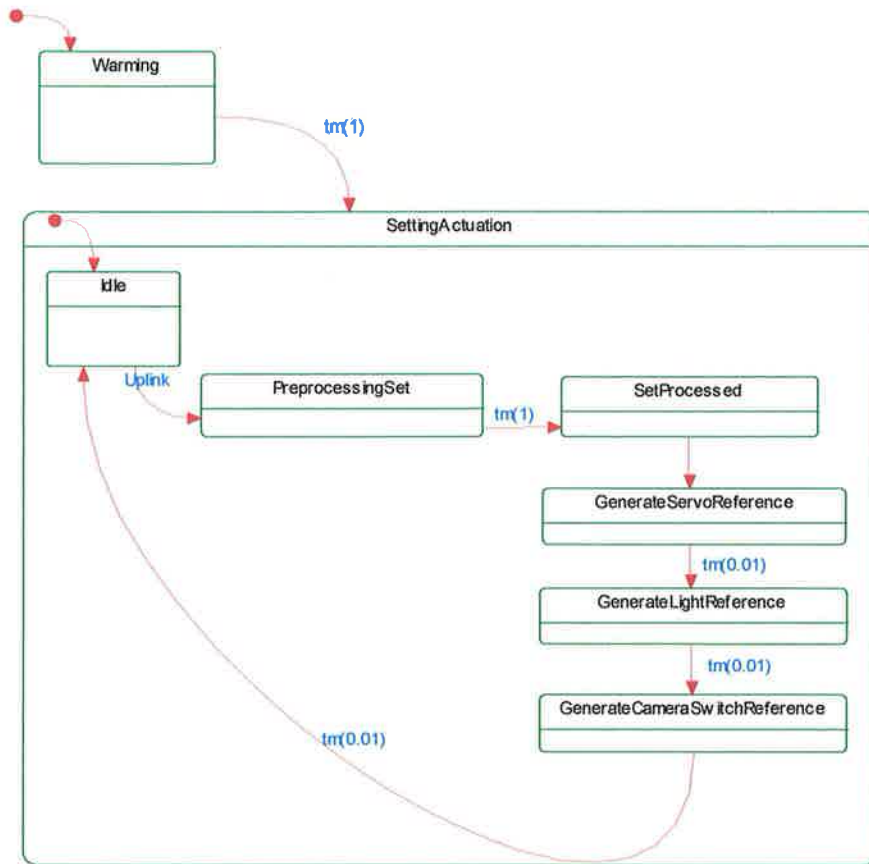 Warming
tm(1)
SettingActuation
Idle
Uplink
PreprocessingSet
tm(1)
SetProcessed
GenerateServoReference
tm(0.01)
GenerateLightReference
tm(0.01)
GenerateCameraSwitchReference
tm(0.01)